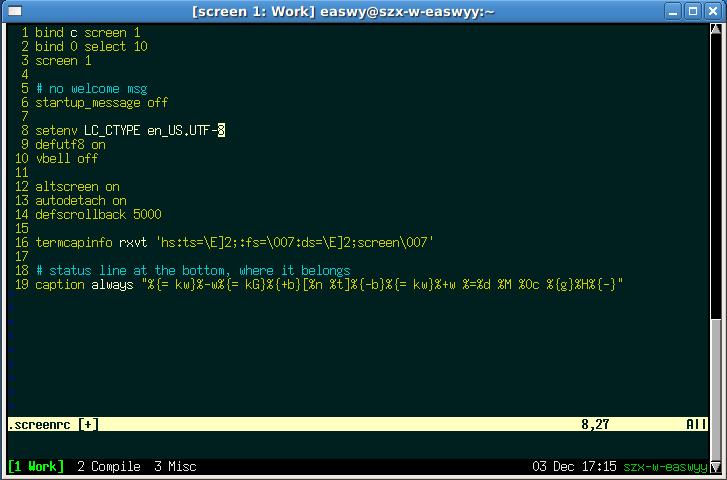 [screen 1: Work] easwy@szx-w-easwyy:~
1 bind c screen 1
2 bind 0 select 10
3 screen 1
4
5 # no welcome msg
6 startup_message off
7
8 setenv LC_CTYPE en_US.UTF-8
9 defutf8 on
10 vbell off
11
12 altscreen on
13 autodetach on
14 defscrollback 5000
15
16 termcapinfo rxvt 'hs:ts=\E]2;:fs=\007:ds=\E]2;screen\007'
17
18 # status line at the bottom, where it belongs
19 caption always "%{= kw}%-w%{= kG}%{+b}[%n %t]%{-b}%{= kw}%+w %=%d %M %0c %{g}%H%{-}"
.screenrc [+] 8,27 All
[1 Work] 2 Compile 3 Misc 03 Dec 17:15 szx-w-easwyy